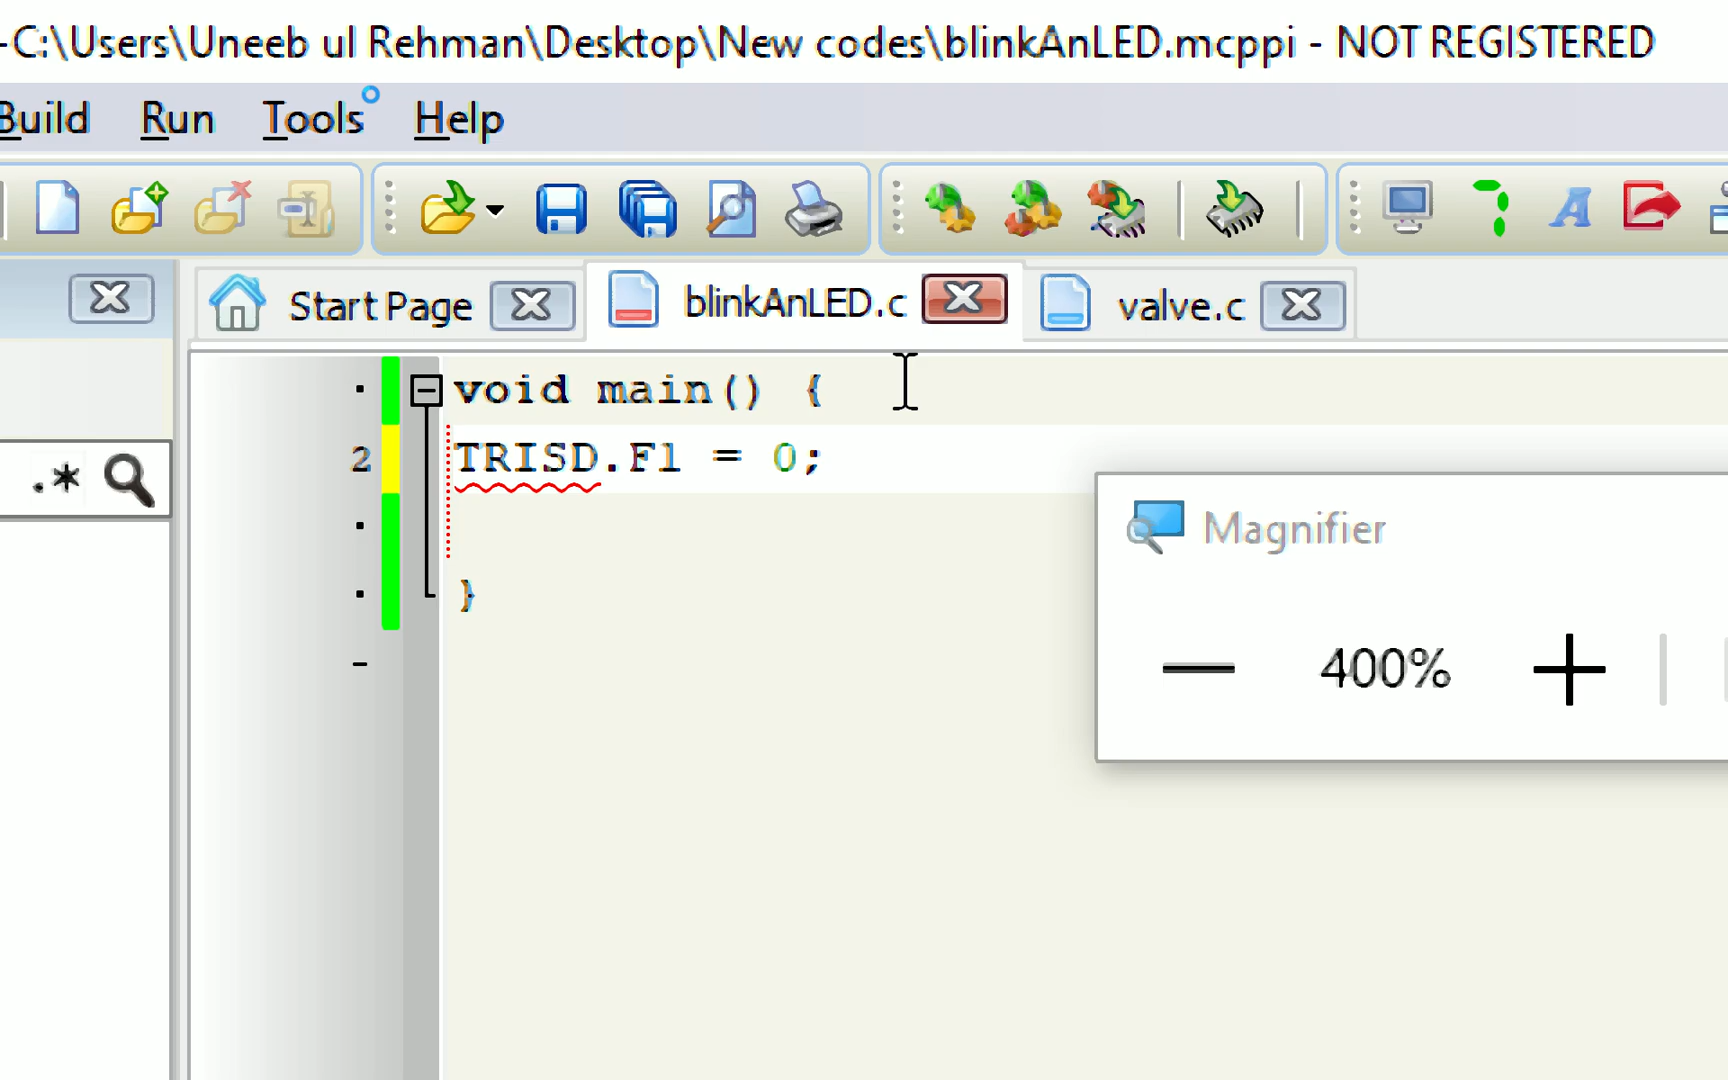 -C:\Users\Uneeb ul Rehman\Desktop\New codes\blinkAnLED.mcppi - NOT REGISTERED
Build Run Tools Help
Start Page blinkAnLED.c valve.c
void main() {
2 TRISD.F1 = 0;
.*
}
Magnifier
400%